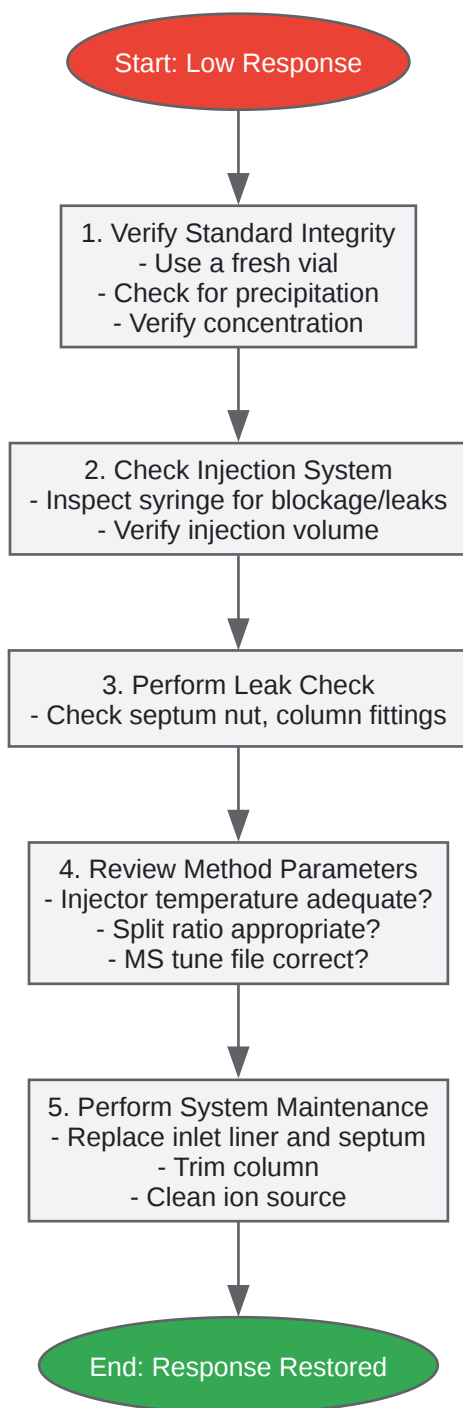 Start: Low Response
1. Verify Standard Integrity
- Use a fresh vial
- Check for precipitation
- Verify concentration
2. Check Injection System
- Inspect syringe for blockage/leaks
- Verify injection volume
3. Perform Leak Check
- Check septum nut, column fittings
4. Review Method Parameters
- Injector temperature adequate?
- Split ratio appropriate?
- MS tune file correct?
5. Perform System Maintenance
- Replace inlet liner and septum
- Trim column
- Clean ion source
End: Response Restored